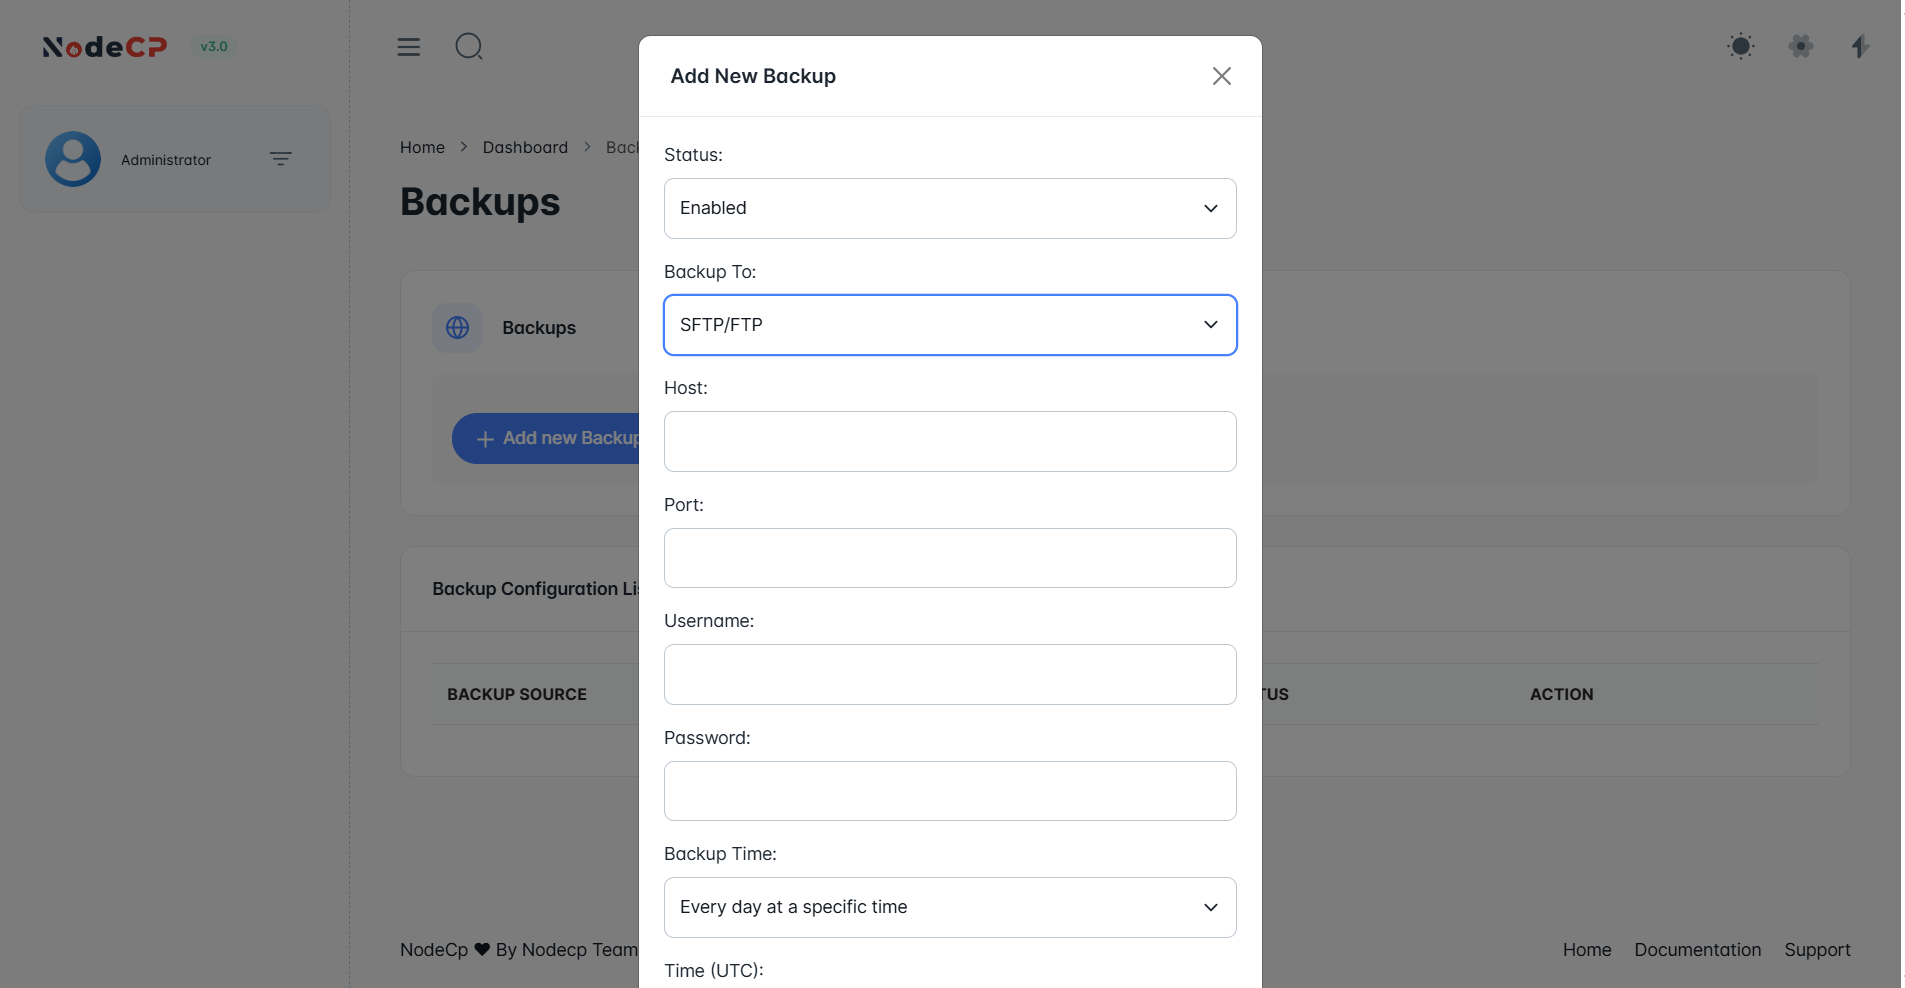 NodeCP v3.0
Administrator
Home > Dashboard > Back
Backups
Backups
+ Add new Backup
Backup Configuration Lis
BACKUP SOURCE
TUS
ACTION
Add New Backup
Status:
Enabled
Backup To:
SFTP/FTP
Host:
Port:
Username:
Password:
Backup Time:
Every day at a specific time
Time (UTC):
NodeCp ♥ By Nodecp Team
Home Documentation Support